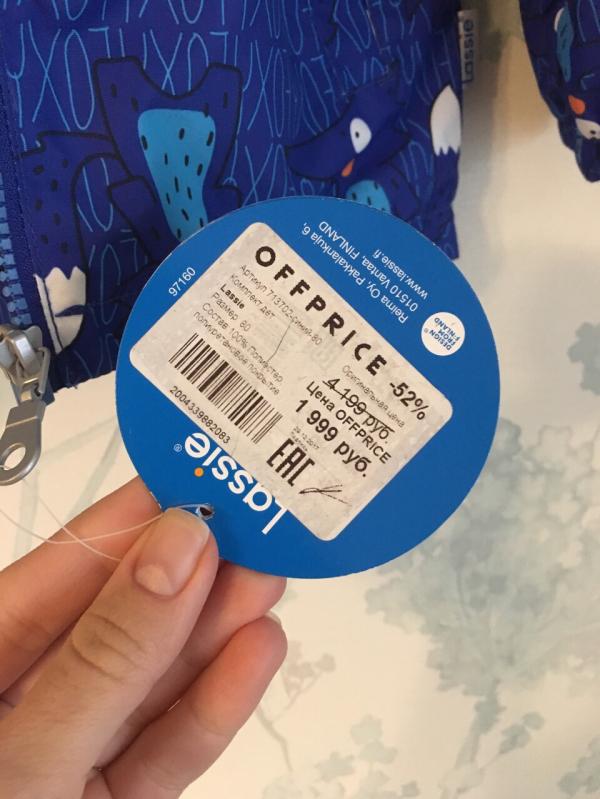 OFFPRICE -52%
Артикул 713702-синий-80
Комплект дет
Lassie
Размер 80
Состав 100% Полиэстер,
полиуретановое покрытие
Оригинальная цена
4 199 руб.
Цена OFFPRICE
1 999 руб.
2004339882083
EAC
97160
Reima Oy, Pakkalankuja 6,
01510 Vantaa, FINLAND
www.lassie.fi
DESIGN
FROM
FINLAND
Lassie®
Lassie